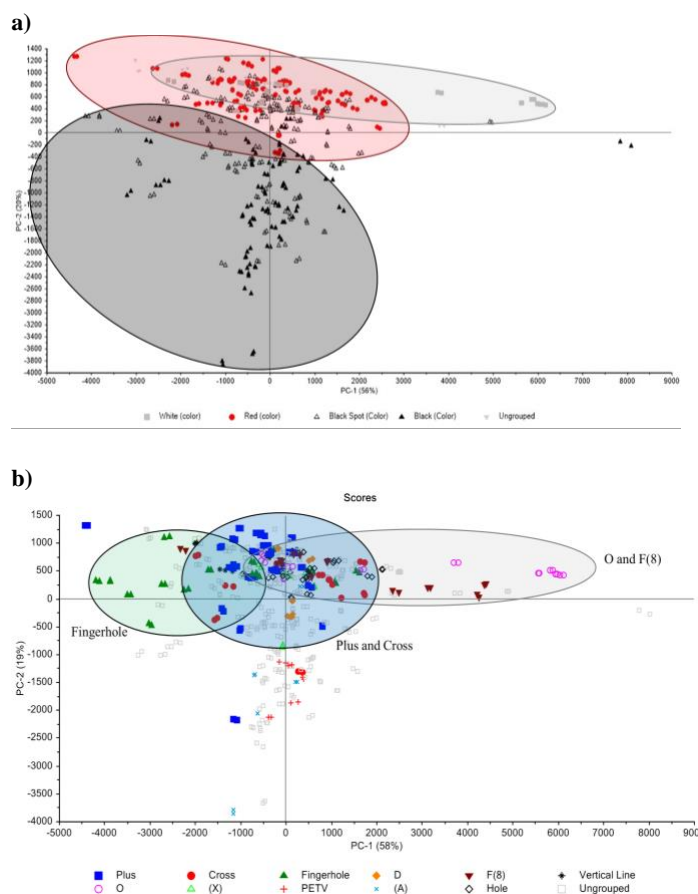 a)
1400
1200
1000
800
600
400
200
0
-200
-400
-600
-800
-1000
-1200
-1400
-1600
-1800
-2000
-2200
-2400
-2600
-2800
-3000
-3200
-3400
-3600
-3800
-4000
PC-2 (20%)
-5000 -4000 -3000 -2000 -1000 0 1000 2000 3000 4000 5000 6000 7000 8000 9000
PC-1 (56%)
White (color) Red (color) Black Spot (Color) Black (Color) Ungrouped
b)
Scores
1500
1000
500
0
-500
-1000
-1500
-2000
-2500
-3000
-3500
-4000
PC-2 (19%)
O and F(8)
Fingerhole
Plus and Cross
-5000 -4000 -3000 -2000 -1000 0 1000 2000 3000 4000 5000 6000 7000 8000 9000
PC-1 (58%)
Plus Cross Fingerhole D F(8) Vertical Line
O (X) PETV (A) Hole Ungrouped